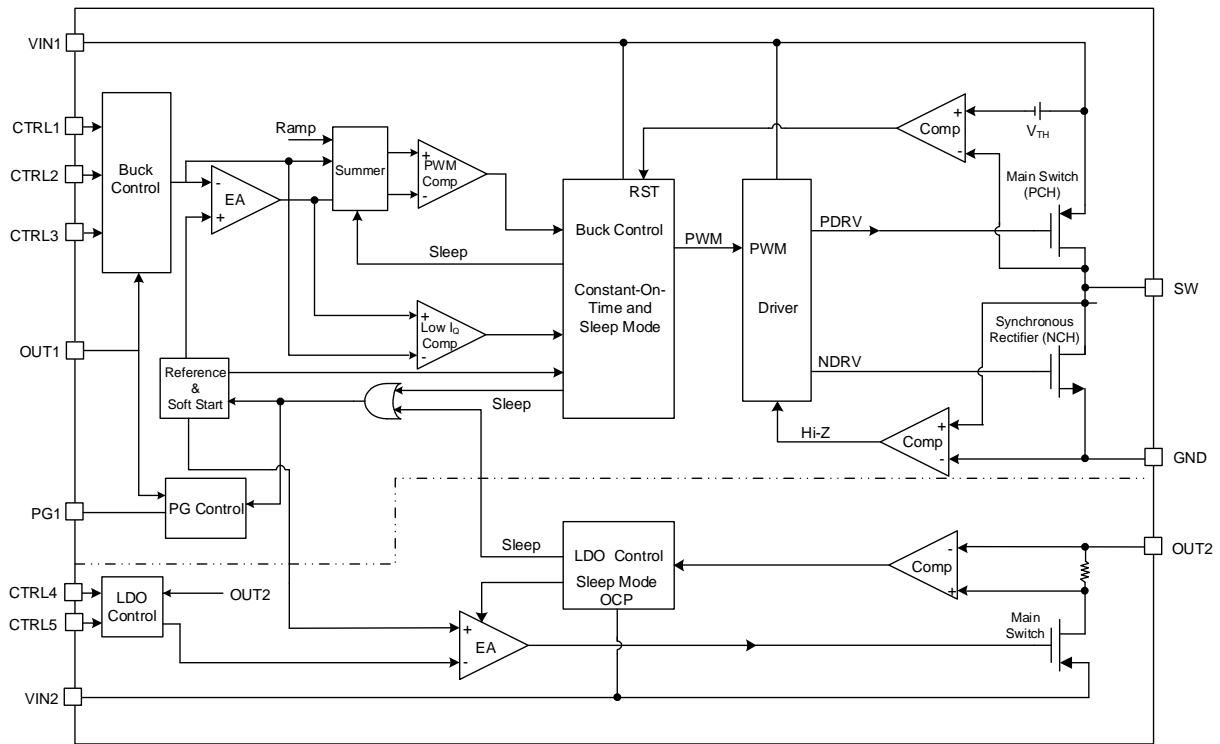 VIN1
CTRL1
CTRL2
CTRL3
OUT1
PG1
CTRL4
CTRL5
VIN2
Buck
Control
-
+
EA
Ramp
Summer
+
-
PWM
Comp
Sleep
+
-
Low IQ
Comp
Reference
&
Soft Start
Sleep
PG Control
RST
Buck Control
Constant-On-
Time and
Sleep Mode
PWM
PWM
Driver
PDRV
NDRV
Hi-Z
+
-
Comp
VTH
Main Switch
(PCH)
Synchronous
Rectifier (NCH)
+
-
Comp
SW
GND
LDO
Control
OUT2
Sleep
LDO Control
Sleep Mode
OCP
+
-
EA
-
+
Comp
Main
Switch
OUT2